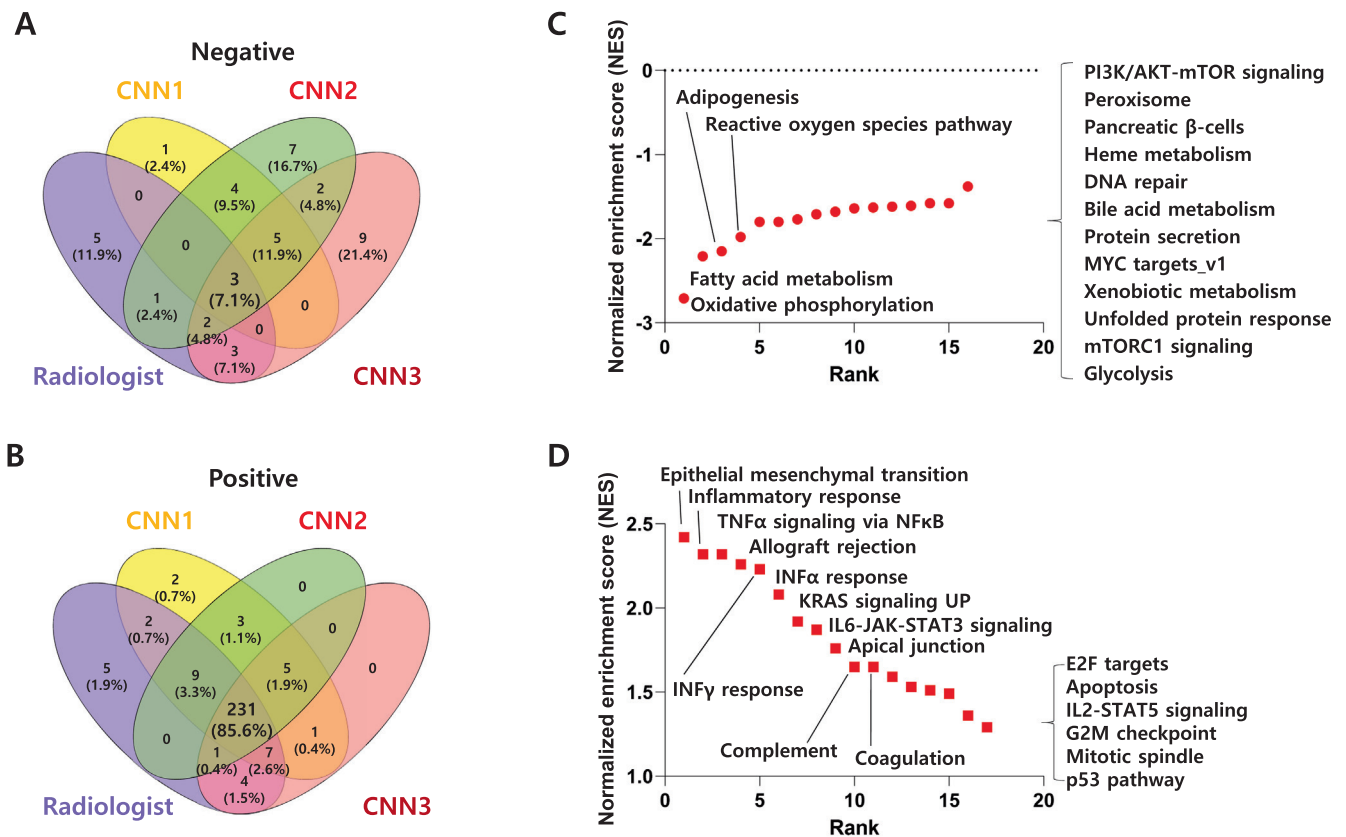 A
Negative
CNN1
CNN2
1
(2.4%)
7
(16.7%)
0
4
(9.5%)
2
(4.8%)
5
(11.9%)
0
5
(11.9%)
9
(21.4%)
3
(7.1%)
1
(2.4%)
0
2
(4.8%)
0
3
(7.1%)
Radiologist
CNN3
B
Positive
CNN1
CNN2
2
(0.7%)
0
2
(0.7%)
3
(1.1%)
0
5
(1.9%)
9
(3.3%)
5
(1.9%)
0
231
(85.6%)
0
1
(0.4%)
1
(0.4%)
7
(2.6%)
4
(1.5%)
Radiologist
CNN3
C
Normalized enrichment score (NES)
0
-1
-2
-3
Adipogenesis
Reactive oxygen species pathway
Fatty acid metabolism
Oxidative phosphorylation
0
5
10
15
20
Rank
PI3K/AKT-mTOR signaling
Peroxisome
Pancreatic β-cells
Heme metabolism
DNA repair
Bile acid metabolism
Protein secretion
MYC targets_v1
Xenobiotic metabolism
Unfolded protein response
mTORC1 signaling
Glycolysis
D
Normalized enrichment score (NES)
2.5
2.0
1.5
1.0
Epithelial mesenchymal transition
Inflammatory response
TNFα signaling via NFκB
Allograft rejection
INFα response
KRAS signaling UP
IL6-JAK-STAT3 signaling
Apical junction
INFγ response
Complement
Coagulation
0
5
10
15
20
Rank
E2F targets
Apoptosis
IL2-STAT5 signaling
G2M checkpoint
Mitotic spindle
p53 pathway